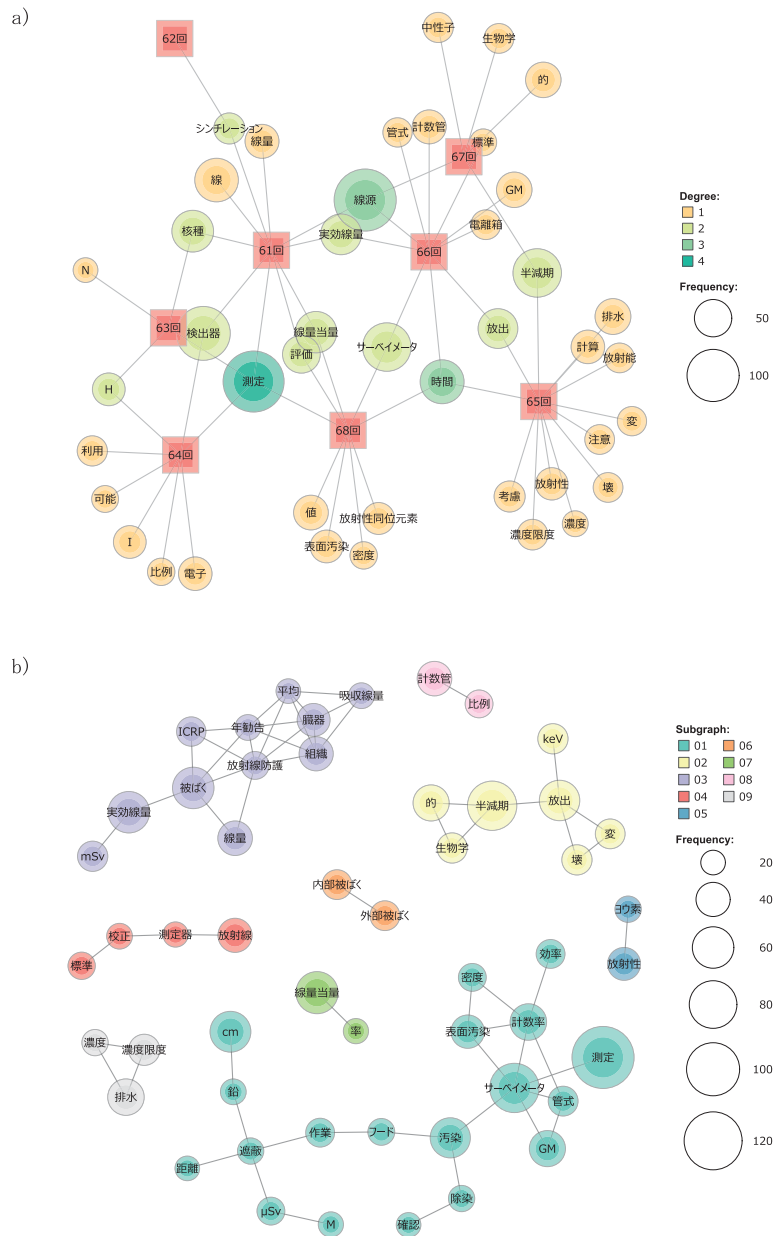 a)
62回
中性子
生物学
的
シンチレーション
線量
管式
計数管
標準
67回
線
線源
GM
電離箱
核種
61回
実効線量
66回
N
半減期
63回
検出器
線量当量
評価
サーベイメータ
放出
排水
計算
放射能
H
測定
時間
65回
変
注意
利用
64回
68回
可能
値
放射性同位元素
考慮
放射性
壊
I
表面汚染
密度
濃度限度
濃度
比例
電子
Degree:
1
2
3
4
Frequency:
50
100
b)
平均
吸収線量
ICRP
年勧告
臓器
放射線防護
組織
被ばく
実効線量
線量
mSv
計数管
比例
keV
的
半減期
放出
生物学
変
壊
内部被ばく
外部被ばく
ヨウ素
放射性
標準
校正
測定器
放射線
線量当量
率
濃度
濃度限度
排水
cm
鉛
遮蔽
距離
μSv
M
作業
フード
汚染
除染
確認
効率
密度
表面汚染
計数率
測定
サーベイメータ
管式
GM
Subgraph:
01
02
03
04
05
06
07
08
09
Frequency:
20
40
60
80
100
120